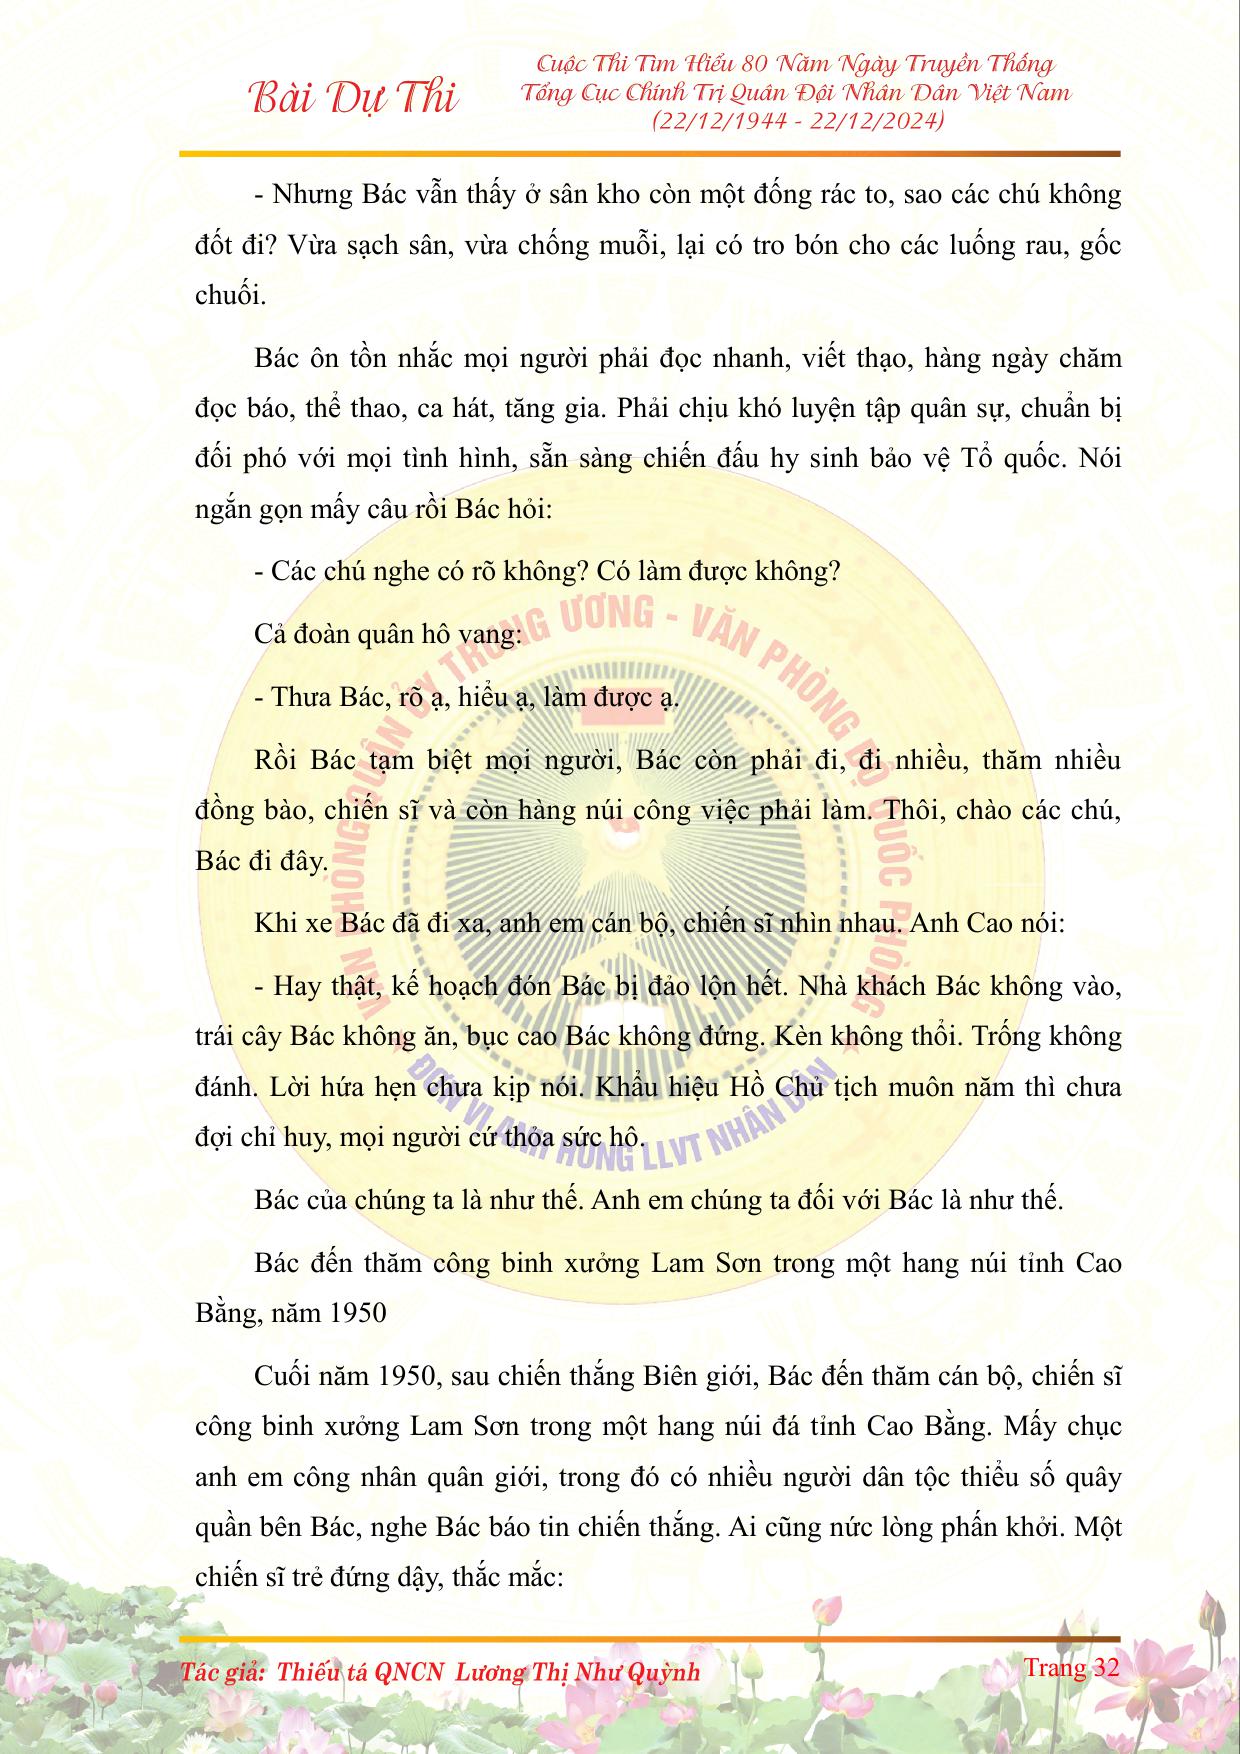 Bài Dự Thi
Cuộc Thi Tìm Hiểu 80 Năm Ngày Truyền Thống
Tổng Cục Chính Trị Quân Đội Nhân Dân Việt Nam
(22/12/1944 - 22/12/2024)
- Nhưng Bác vẫn thấy ở sân kho còn một đống rác to, sao các chú không
đốt đi? Vừa sạch sân, vừa chống muỗi, lại có tro bón cho các luống rau, gốc
chuối.
Bác ôn tồn nhắc mọi người phải đọc nhanh, viết thạo, hàng ngày chăm
đọc báo, thể thao, ca hát, tăng gia. Phải chịu khó luyện tập quân sự, chuẩn bị
đối phó với mọi tình hình, sẵn sàng chiến đấu hy sinh bảo vệ Tổ quốc. Nói
ngắn gọn mấy câu rồi Bác hỏi:
- Các chú nghe có rõ không? Có làm được không?
Cả đoàn quân hô vang:
- Thưa Bác, rõ ạ, hiểu ạ, làm được ạ.
Rồi Bác tạm biệt mọi người, Bác còn phải đi, đi nhiều, thăm nhiều
đồng bào, chiến sĩ và còn hàng núi công việc phải làm. Thôi, chào các chú,
Bác đi đây.
Khi xe Bác đã đi xa, anh em cán bộ, chiến sĩ nhìn nhau. Anh Cao nói:
- Hay thật, kế hoạch đón Bác bị đảo lộn hết. Nhà khách Bác không vào,
trái cây Bác không ăn, bục cao Bác không đứng. Kèn không thổi. Trống không
đánh. Lời hứa hẹn chưa kịp nói. Khẩu hiệu Hồ Chủ tịch muôn năm thì chưa
đợi chỉ huy, mọi người cứ thỏa sức hô.
Bác của chúng ta là như thế. Anh em chúng ta đối với Bác là như thế.
Bác đến thăm công binh xưởng Lam Sơn trong một hang núi tỉnh Cao
Bằng, năm 1950
Cuối năm 1950, sau chiến thắng Biên giới, Bác đến thăm cán bộ, chiến sĩ
công binh xưởng Lam Sơn trong một hang núi đá tỉnh Cao Bằng. Mấy chục
anh em công nhân quân giới, trong đó có nhiều người dân tộc thiểu số quây
quần bên Bác, nghe Bác báo tin chiến thắng. Ai cũng nức lòng phấn khởi. Một
chiến sĩ trẻ đứng dậy, thắc mắc:
VĂN PHÒNG QUÂN ỦY TRUNG ƯƠNG - VĂN PHÒNG BỘ QUỐC PHÒNG
ĐƠN VỊ ANH HÙNG LLVT NHÂN DÂN
Tác giả: Thiếu tá QNCN Lương Thị Như Quỳnh
Trang 32